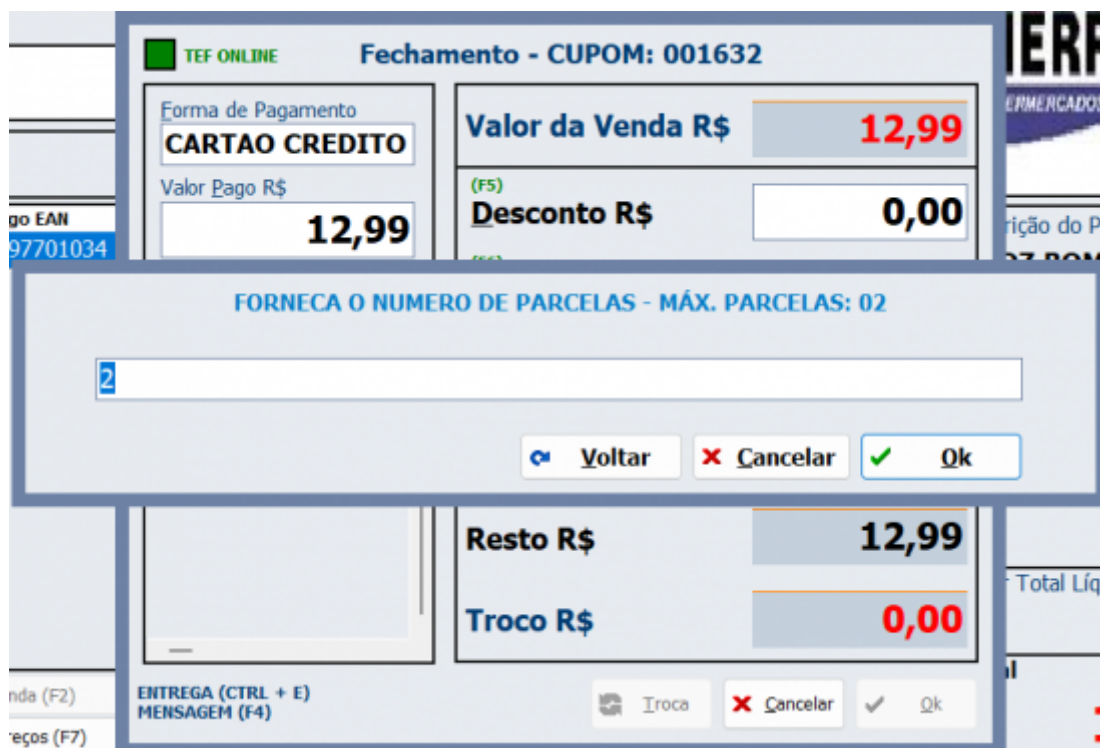 TEF ONLINE
Fechamento - CUPOM: 001632
Forma de Pagamento
CARTAO CREDITO
Valor Pago R$
12,99
Valor da Venda R$
12,99
(F5)
Desconto R$
0,00
go EAN
97701034
rição do P
FORNECA O NUMERO DE PARCELAS - MÁX. PARCELAS: 02
2
Voltar
Cancelar
Ok
Resto R$
12,99
Troco R$
0,00
Total Líq
ENTREGA (CTRL + E)
MENSAGEM (F4)
Troca
Cancelar
Ok
nda (F2)
eços (F7)